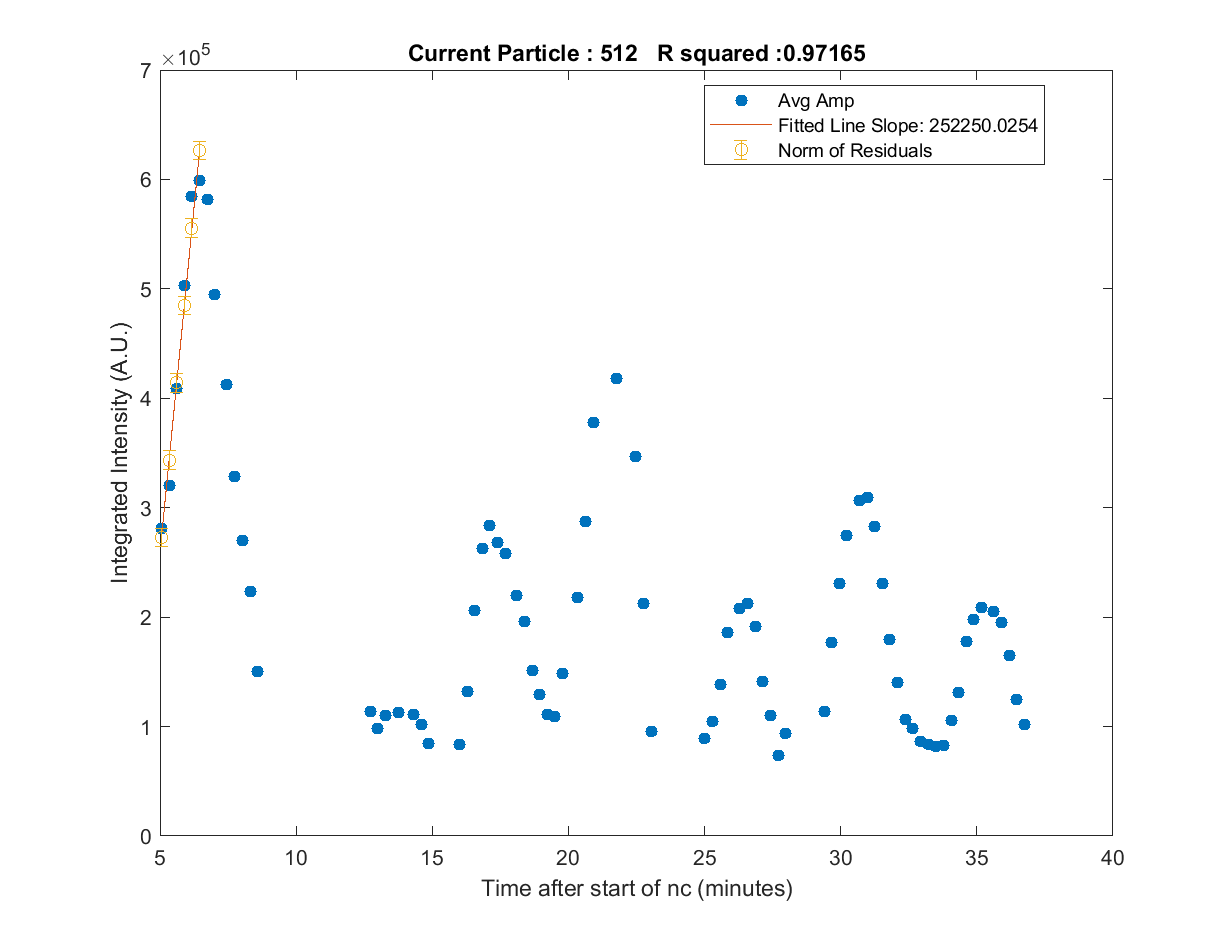 Current Particle : 512   R squared :0.97165
×10^5
7
6
5
4
3
2
1
0
Integrated Intensity (A.U.)
Avg Amp
Fitted Line Slope: 252250.0254
Norm of Residuals
5 10 15 20 25 30 35 40
Time after start of nc (minutes)